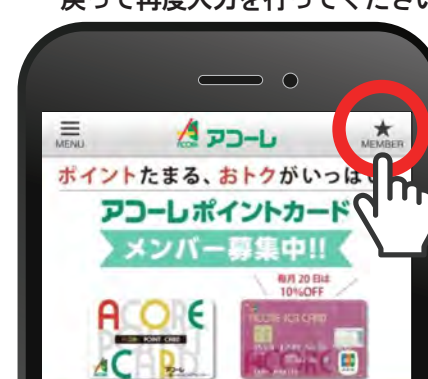 戻って再度入力を行ってください
MENU
アコーレ
MEMBER
ポイントたまる、おトクがいっぱ
アコーレポイントカード
メンバー募集中!!
毎月20日は
10%OFF
ACORE
POINT CARD
CARD
アコーレ
ACORE JCB CARD
JCB